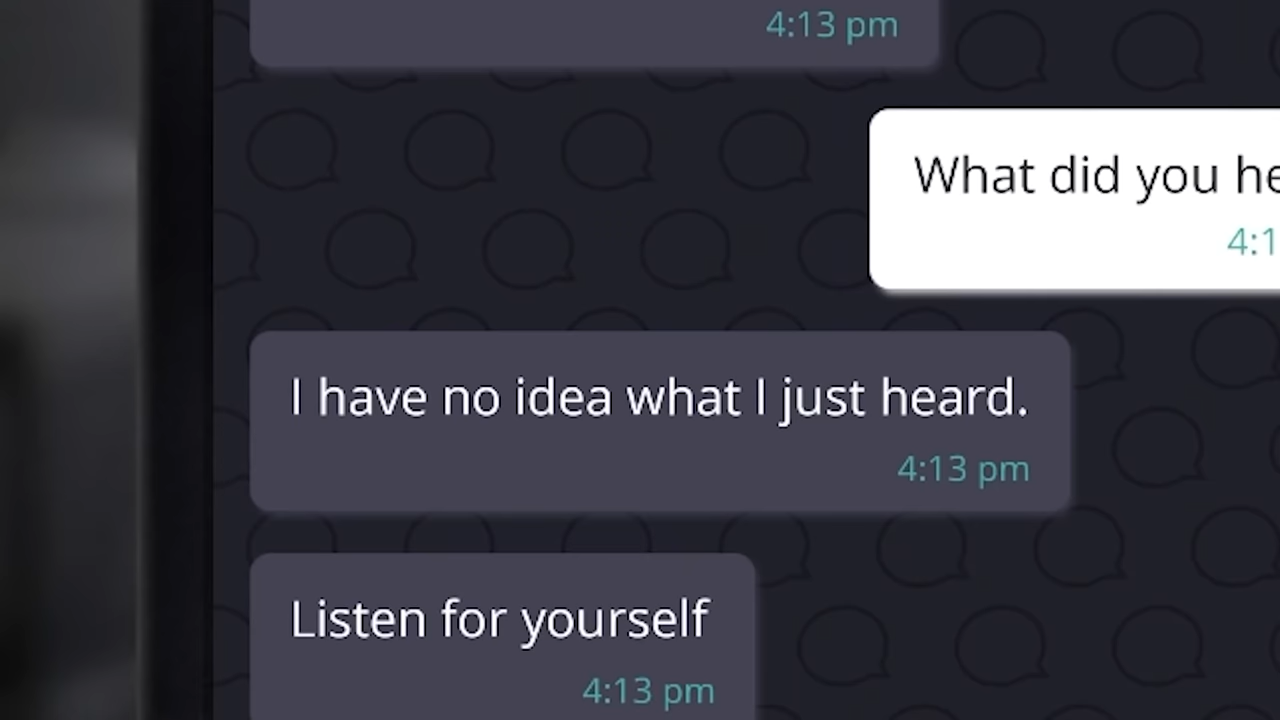 4:13 pm
What did you
4:1
I have no idea what I just heard.
4:13 pm
Listen for yourself
4:13 pm